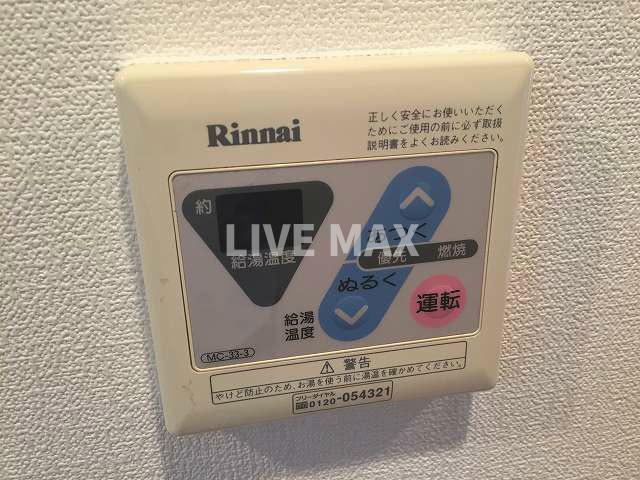 Rinnai
正しく安全にお使いいただく
ためにご使用の前に必ず取扱
説明書をよくお読みください。
約
給湯温度
LIVE MAX
優先 燃焼
ぬるく
運転
給湯
温度
MC-33-3
⚠ 警告
やけど防止のため、お湯を使う前に湯温を確かめてください。
フリーダイヤル
0120-054321